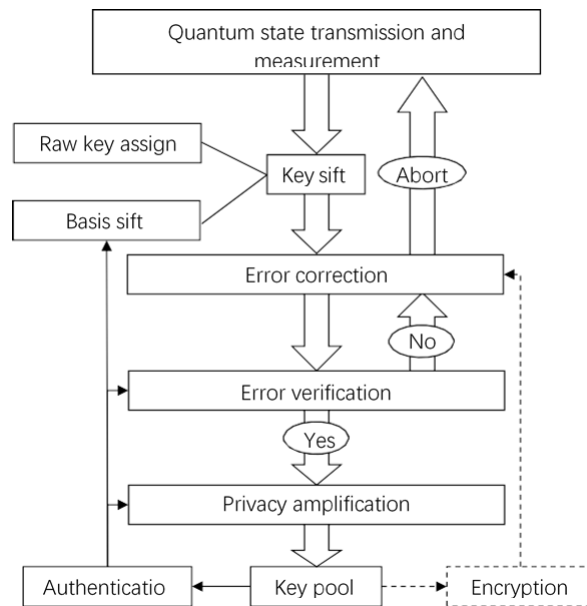 Quantum state transmission and
measurement
Raw key assign
Key sift
Abort
Basis sift
Error correction
No
Error verification
Yes
Privacy amplification
Authenticatio
Key pool
Encryption